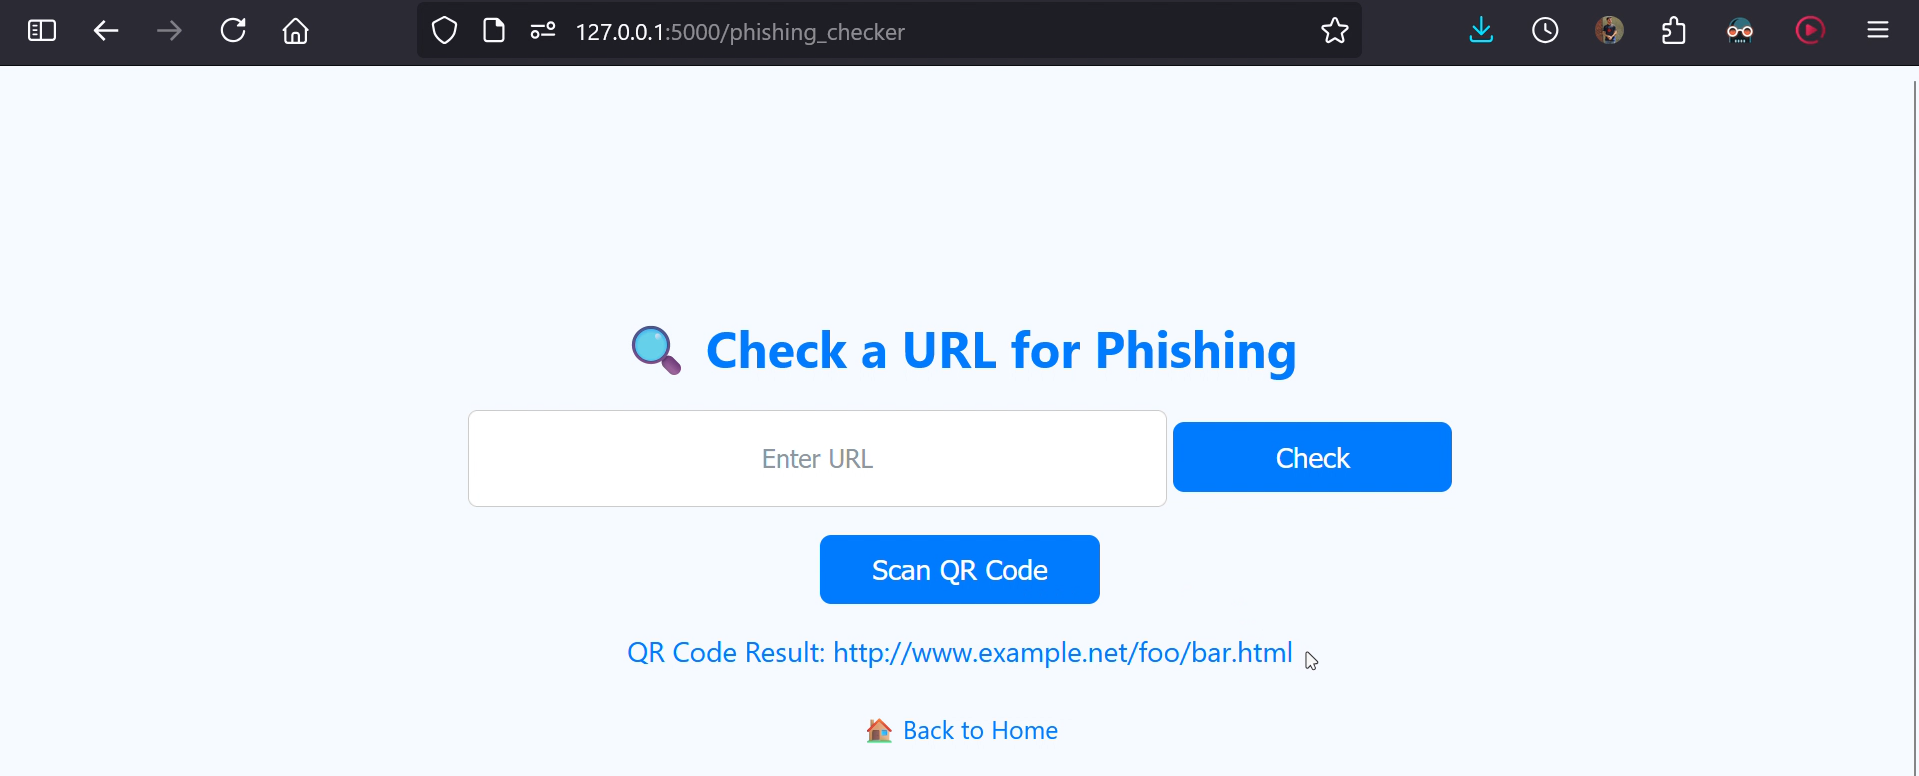 127.0.0.1:5000/phishing_checker
Check a URL for Phishing
Enter URL
Check
Scan QR Code
QR Code Result: http://www.example.net/foo/bar.html
Back to Home